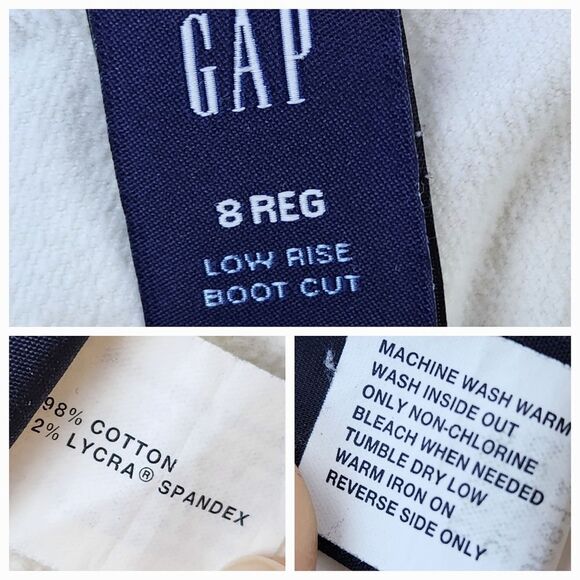 GAP
8 REG
LOW RISE
BOOT CUT
98% COTTON
2% LYCRA® SPANDEX
MACHINE WASH WARM
WASH INSIDE OUT
ONLY NON-CHLORINE
BLEACH WHEN NEEDED
TUMBLE DRY LOW
WARM IRON ON
REVERSE SIDE ONLY